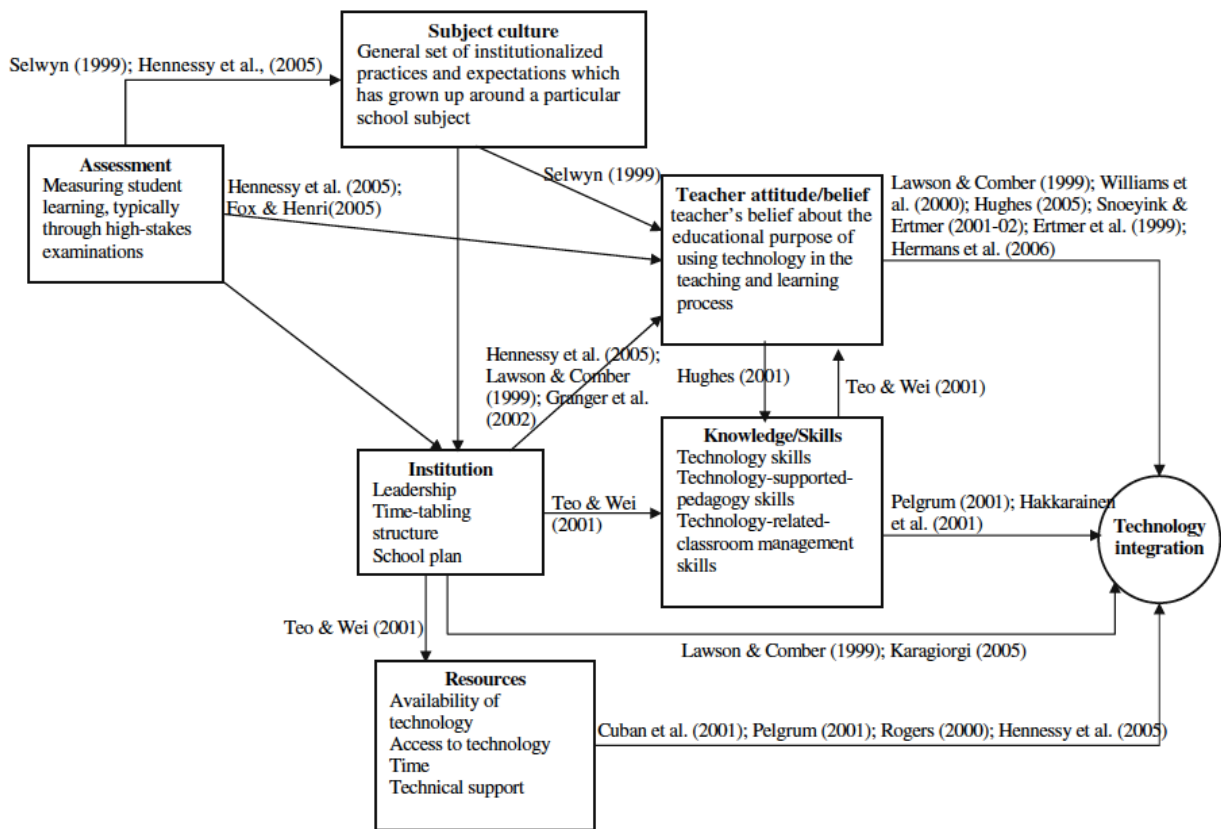 Subject culture
General set of institutionalized
practices and expectations which
has grown up around a particular
school subject
Selwyn (1999); Hennessy et al., (2005)
Assessment
Measuring student
learning, typically
through high-stakes
examinations
Hennessy et al. (2005);
Fox & Henri(2005)
Selwyn (1999)
Teacher attitude/belief
teacher's belief about the
educational purpose of
using technology in the
teaching and learning
process
Lawson & Comber (1999); Williams et
al. (2000); Hughes (2005); Snoeyink &
Ertmer (2001-02); Ertmer et al. (1999);
Hermans et al. (2006)
Hennessy et al. (2005);
Lawson & Comber
(1999); Granger et al.
(2002)
Hughes (2001)
Teo & Wei (2001)
Institution
Leadership
Time-tabling
structure
School plan
Teo & Wei
(2001)
Knowledge/Skills
Technology skills
Technology-supported-
pedagogy skills
Technology-related-
classroom management
skills
Pelgrum (2001); Hakkarainen
et al. (2001)
Technology
integration
Teo & Wei (2001)
Lawson & Comber (1999); Karagiorgi (2005)
Resources
Availability of
technology
Access to technology
Time
Technical support
Cuban et al. (2001); Pelgrum (2001); Rogers (2000); Hennessy et al. (2005)